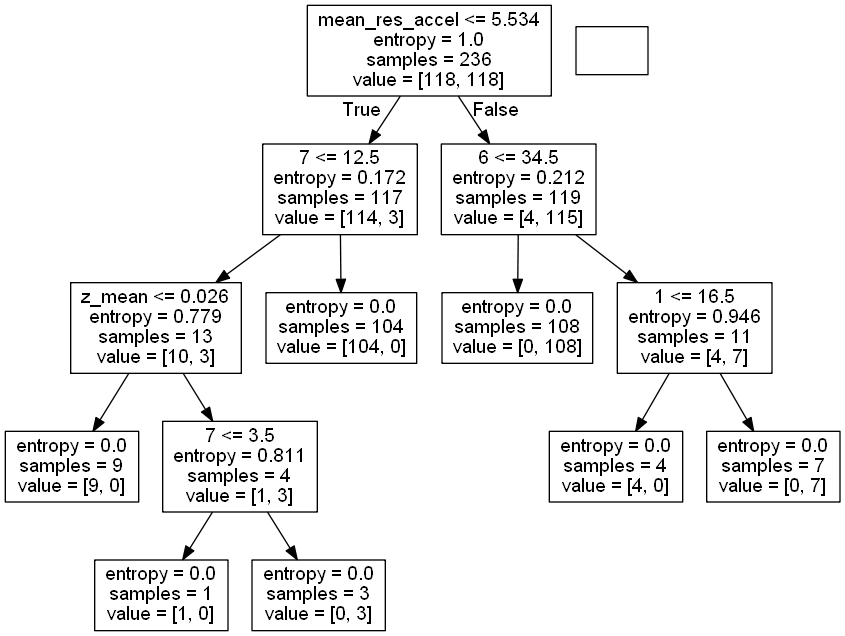 mean_res_accel <= 5.534
entropy = 1.0
samples = 236
value = [118, 118]
True
False
7 <= 12.5
entropy = 0.172
samples = 117
value = [114, 3]
6 <= 34.5
entropy = 0.212
samples = 119
value = [4, 115]
z_mean <= 0.026
entropy = 0.779
samples = 13
value = [10, 3]
entropy = 0.0
samples = 104
value = [104, 0]
entropy = 0.0
samples = 108
value = [0, 108]
1 <= 16.5
entropy = 0.946
samples = 11
value = [4, 7]
entropy = 0.0
samples = 9
value = [9, 0]
7 <= 3.5
entropy = 0.811
samples = 4
value = [1, 3]
entropy = 0.0
samples = 4
value = [4, 0]
entropy = 0.0
samples = 7
value = [0, 7]
entropy = 0.0
samples = 1
value = [1, 0]
entropy = 0.0
samples = 3
value = [0, 3]